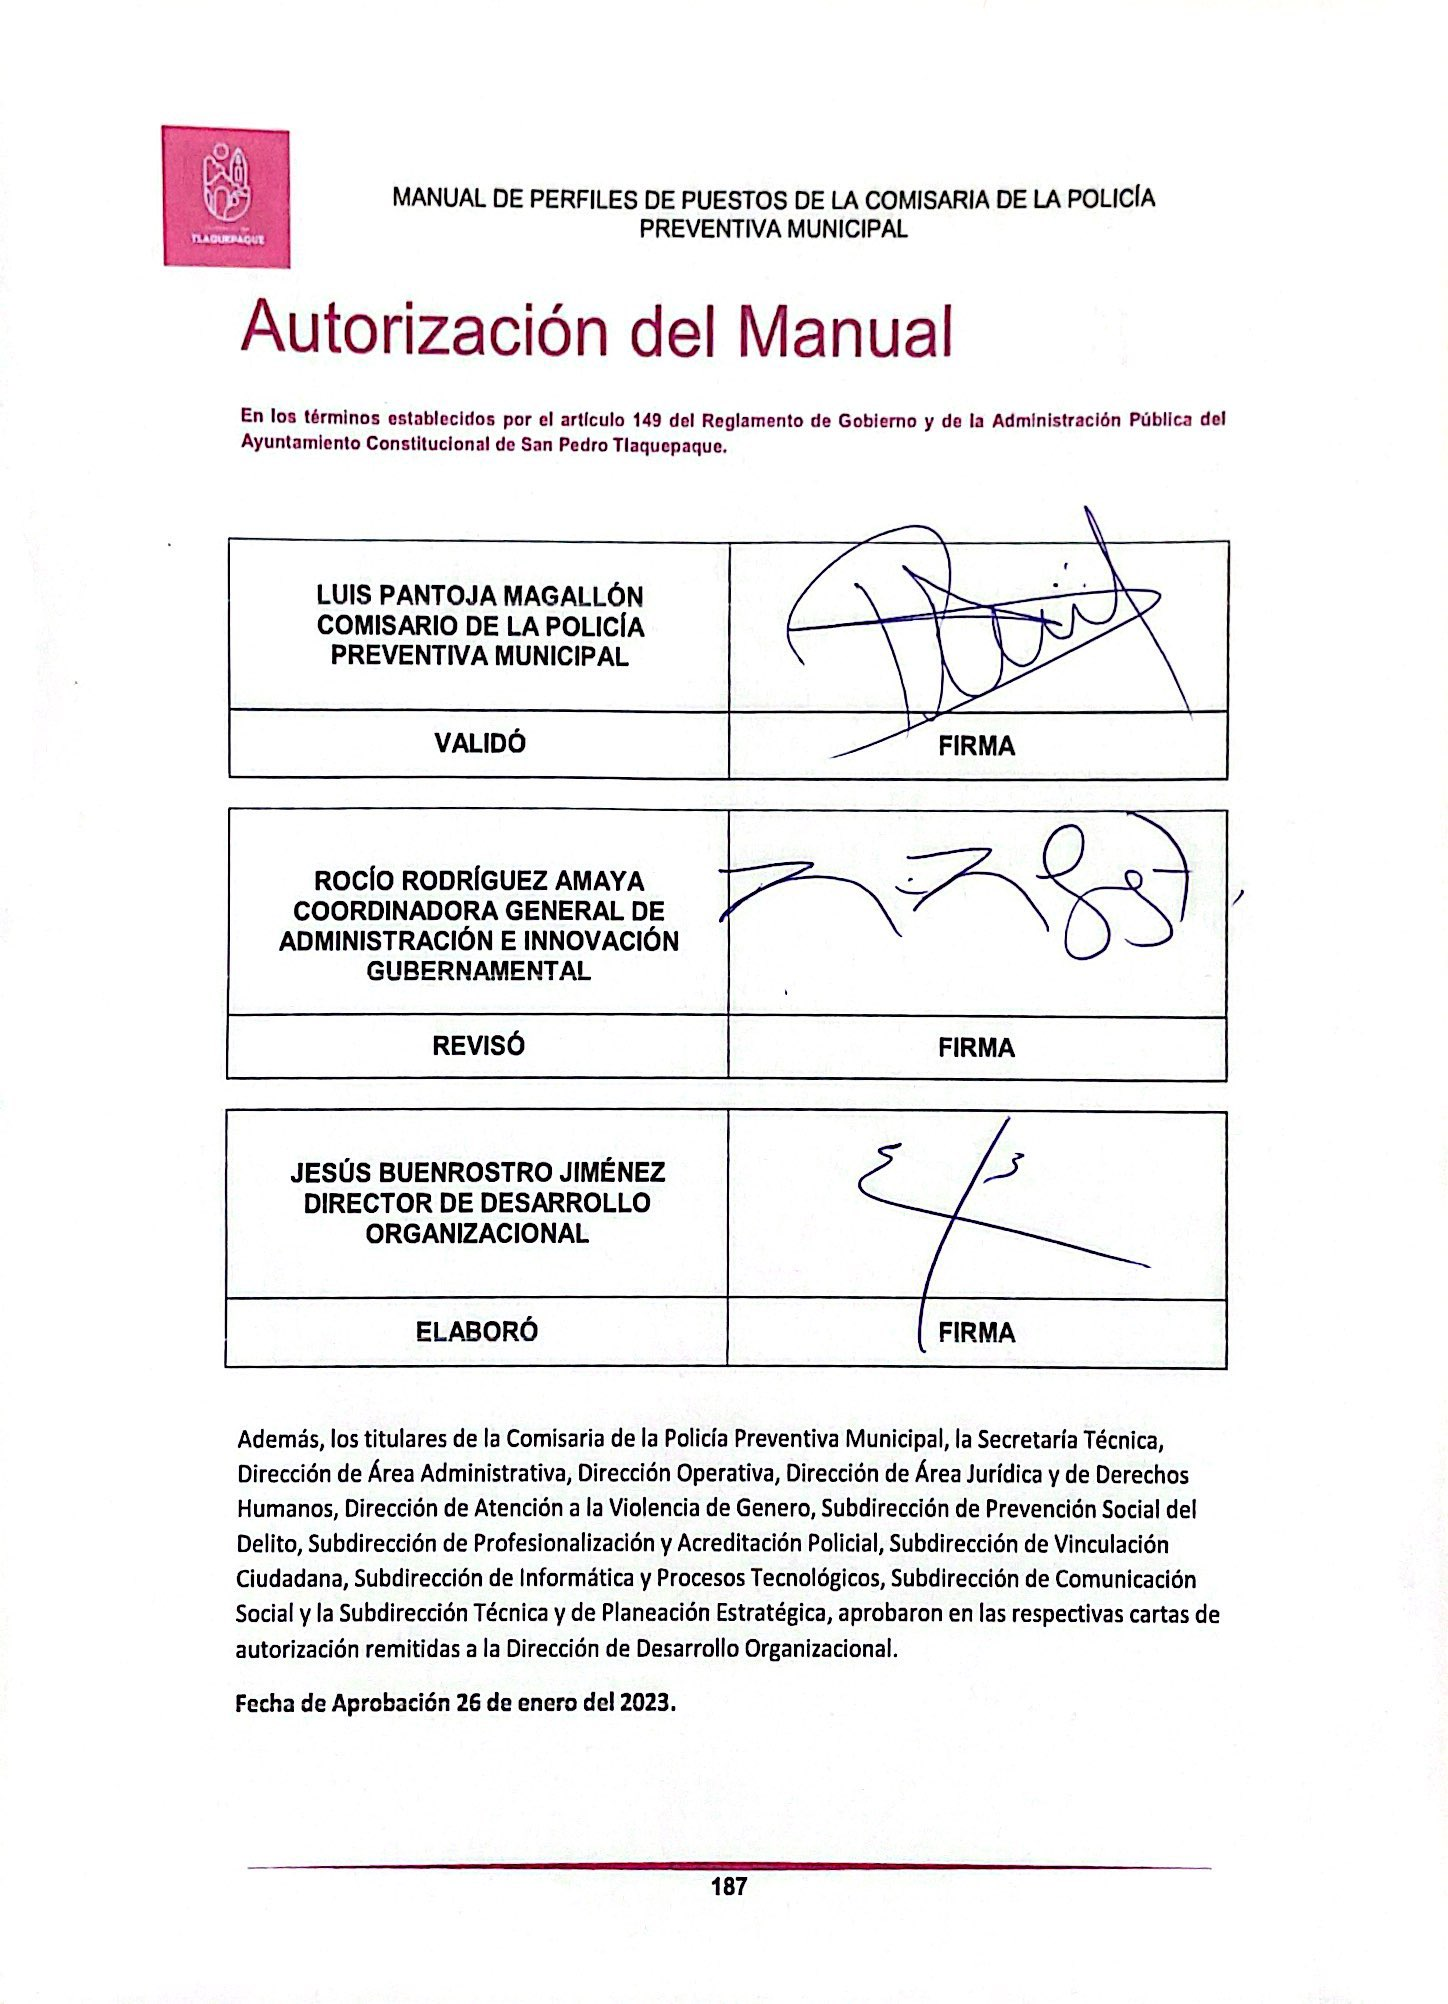 TLAQUEPAQUE
MANUAL DE PERFILES DE PUESTOS DE LA COMISARIA DE LA POLICÍA
PREVENTIVA MUNICIPAL
Autorización del Manual
En los términos establecidos por el artículo 149 del Reglamento de Gobierno y de la Administración Pública del
Ayuntamiento Constitucional de San Pedro Tlaquepaque.
LUIS PANTOJA MAGALLÓN
COMISARIO DE LA POLICÍA
PREVENTIVA MUNICIPAL
VALIDÓ
FIRMA
ROCÍO RODRÍGUEZ AMAYA
COORDINADORA GENERAL DE
ADMINISTRACIÓN E INNOVACIÓN
GUBERNAMENTAL
REVISÓ
FIRMA
JESÚS BUENROSTRO JIMÉNEZ
DIRECTOR DE DESARROLLO
ORGANIZACIONAL
ELABORÓ
FIRMA
Además, los titulares de la Comisaria de la Policía Preventiva Municipal, la Secretaría Técnica,
Dirección de Área Administrativa, Dirección Operativa, Dirección de Área Jurídica y de Derechos
Humanos, Dirección de Atención a la Violencia de Genero, Subdirección de Prevención Social del
Delito, Subdirección de Profesionalización y Acreditación Policial, Subdirección de Vinculación
Ciudadana, Subdirección de Informática y Procesos Tecnológicos, Subdirección de Comunicación
Social y la Subdirección Técnica y de Planeación Estratégica, aprobaron en las respectivas cartas de
autorización remitidas a la Dirección de Desarrollo Organizacional.
Fecha de Aprobación 26 de enero del 2023.
187